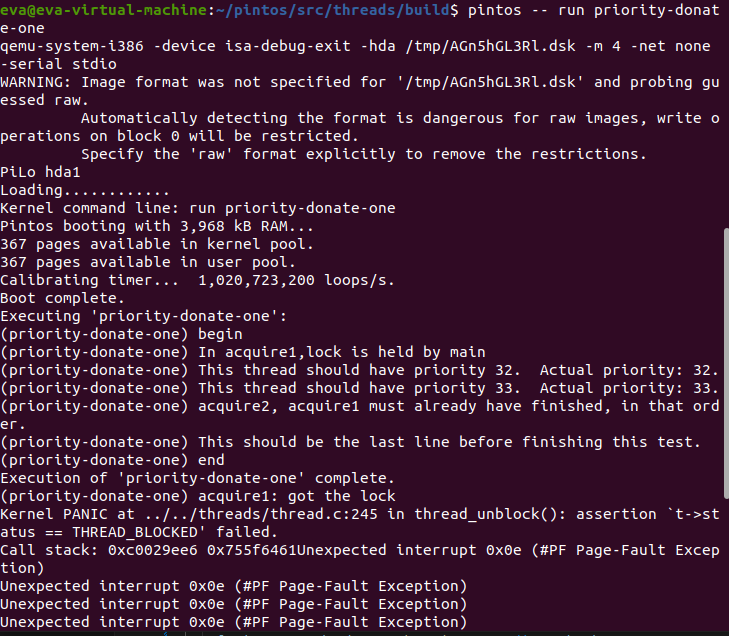 eva@eva-virtual-machine:~/pintos/src/threads/build$ pintos -- run priority-donat
e-one
qemu-system-i386 -device isa-debug-exit -hda /tmp/AGn5hGL3Rl.dsk -m 4 -net none 
-serial stdio
WARNING: Image format was not specified for '/tmp/AGn5hGL3Rl.dsk' and probing gu
essed raw.
         Automatically detecting the format is dangerous for raw images, write o
perations on block 0 will be restricted.
         Specify the 'raw' format explicitly to remove the restrictions.
PiLo hda1
Loading............
Kernel command line: run priority-donate-one
Pintos booting with 3,968 kB RAM...
367 pages available in kernel pool.
367 pages available in user pool.
Calibrating timer...  1,020,723,200 loops/s.
Boot complete.
Executing 'priority-donate-one':
(priority-donate-one) begin
(priority-donate-one) In acquire1,lock is held by main
(priority-donate-one) This thread should have priority 32.  Actual priority: 32.
(priority-donate-one) This thread should have priority 33.  Actual priority: 33.
(priority-donate-one) acquire2, acquire1 must already have finished, in that ord
er.
(priority-donate-one) This should be the last line before finishing this test.
(priority-donate-one) end
Execution of 'priority-donate-one' complete.
(priority-donate-one) acquire1: got the lock
Kernel PANIC at ../../threads/thread.c:245 in thread_unblock(): assertion `t->st
atus == THREAD_BLOCKED' failed.
Call stack: 0xc0029ee6 0x755f6461Unexpected interrupt 0x0e (#PF Page-Fault Excep
tion)
Unexpected interrupt 0x0e (#PF Page-Fault Exception)
Unexpected interrupt 0x0e (#PF Page-Fault Exception)
Unexpected interrupt 0x0e (#PF Page-Fault Exception)